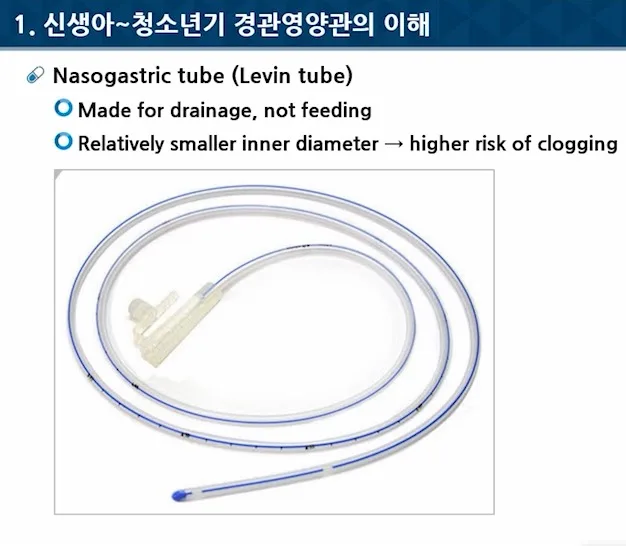 1. 신생아~청소년기 경관영양관의 이해
Nasogastric tube (Levin tube)
Made for drainage, not feeding
Relatively smaller inner diameter → higher risk of clogging